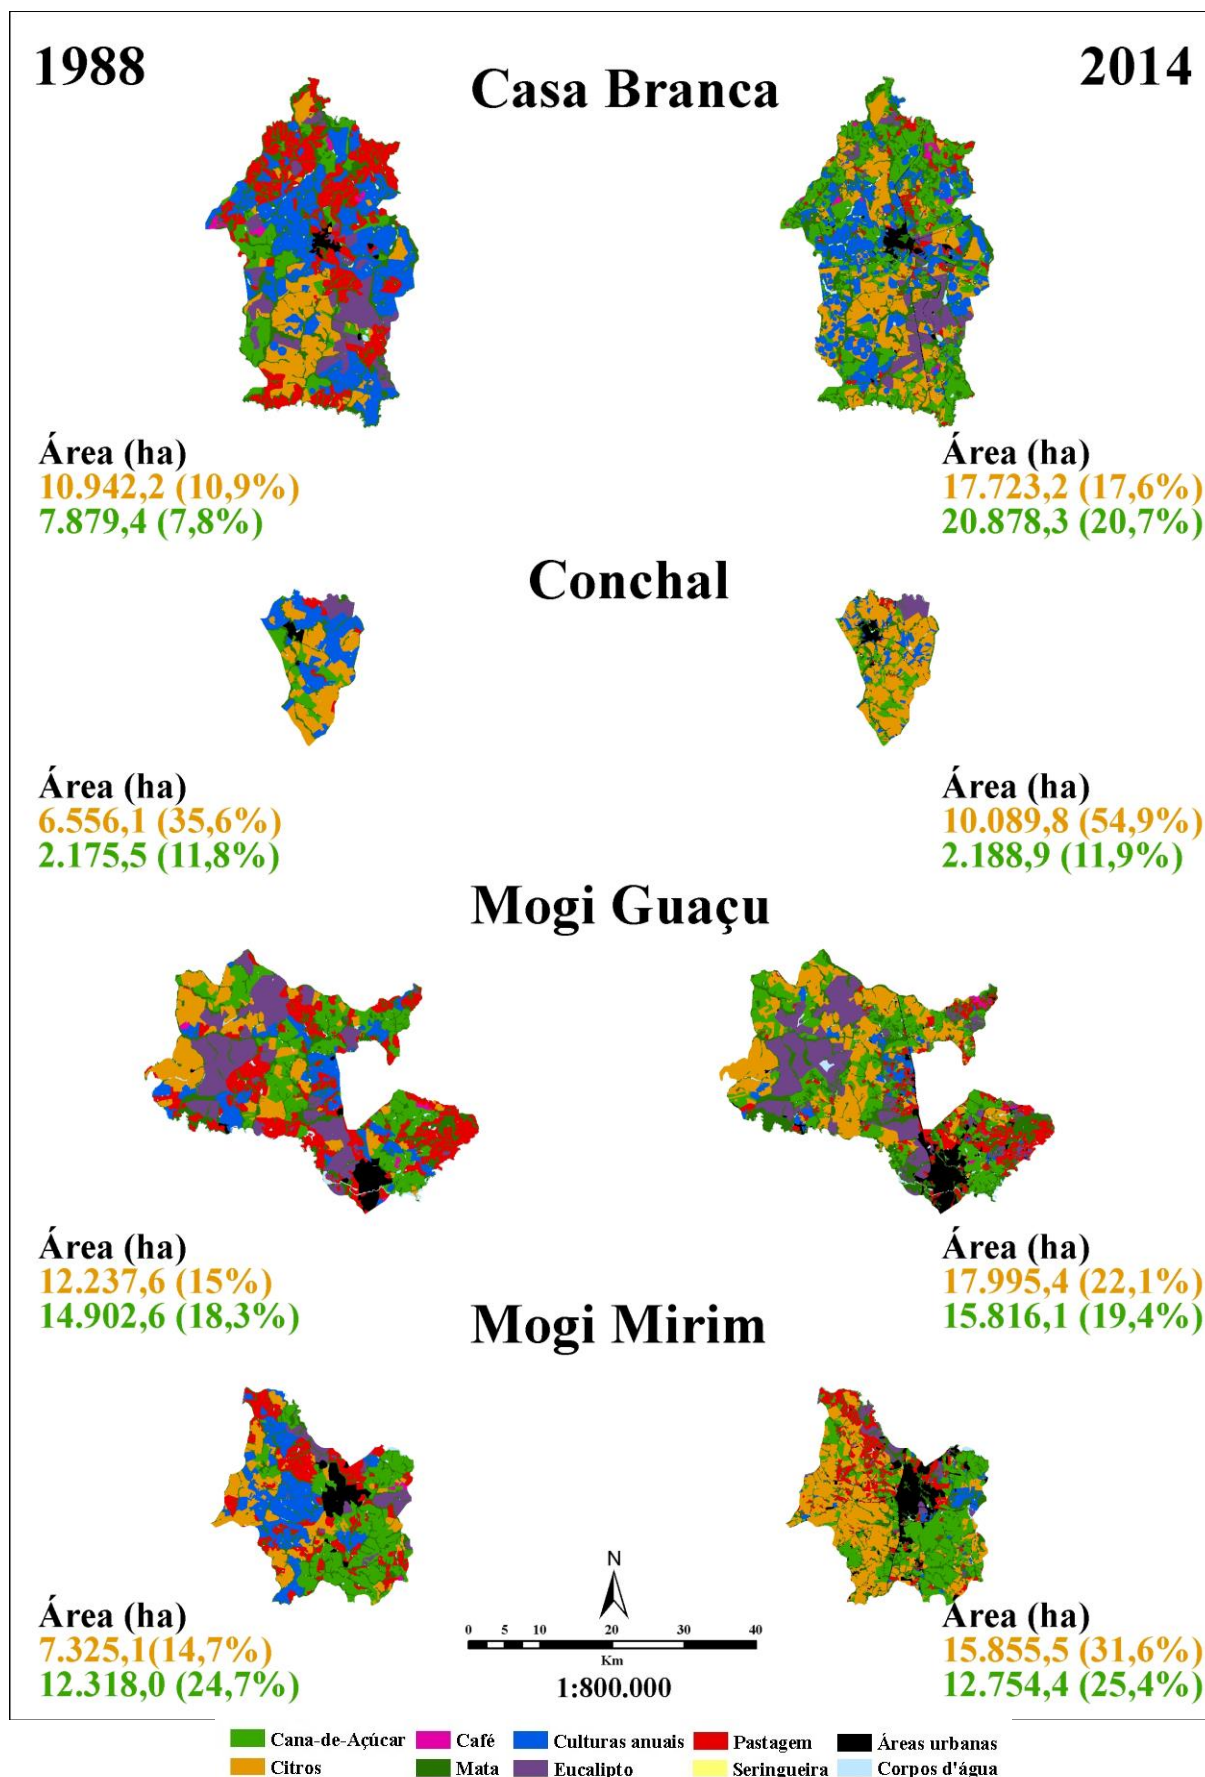 1988
Casa Branca
2014
Área (ha)
10.942,2 (10,9%)
7.879,4 (7,8%)
Área (ha)
17.723,2 (17,6%)
20.878,3 (20,7%)
Conchal
Área (ha)
6.556,1 (35,6%)
2.175,5 (11,8%)
Área (ha)
10.089,8 (54,9%)
2.188,9 (11,9%)
Mogi Guaçu
Área (ha)
12.237,6 (15%)
14.902,6 (18,3%)
Área (ha)
17.995,4 (22,1%)
15.816,1 (19,4%)
Mogi Mirim
Área (ha)
7.325,1(14,7%)
12.318,0 (24,7%)
N
0 5 10 20 30 40
Km
1:800.000
Área (ha)
15.855,5 (31,6%)
12.754,4 (25,4%)
Cana-de-Açúcar Café Culturas anuais Pastagem Áreas urbanas
Citros Mata Eucalipto Seringueira Corpos d'água